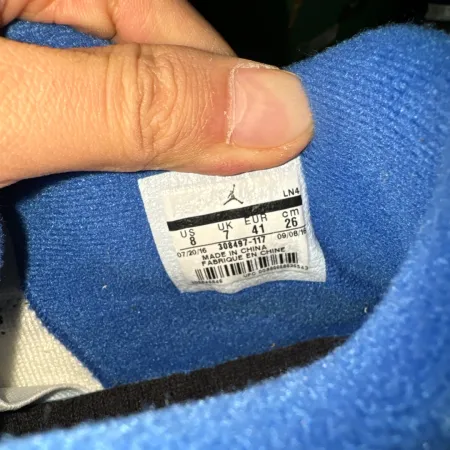 LN4
US UK EUR cm
8 7 41 26
308497-117
07/20/16 09/08/16
MADE IN CHINA
FABRIQUE EN CHINE